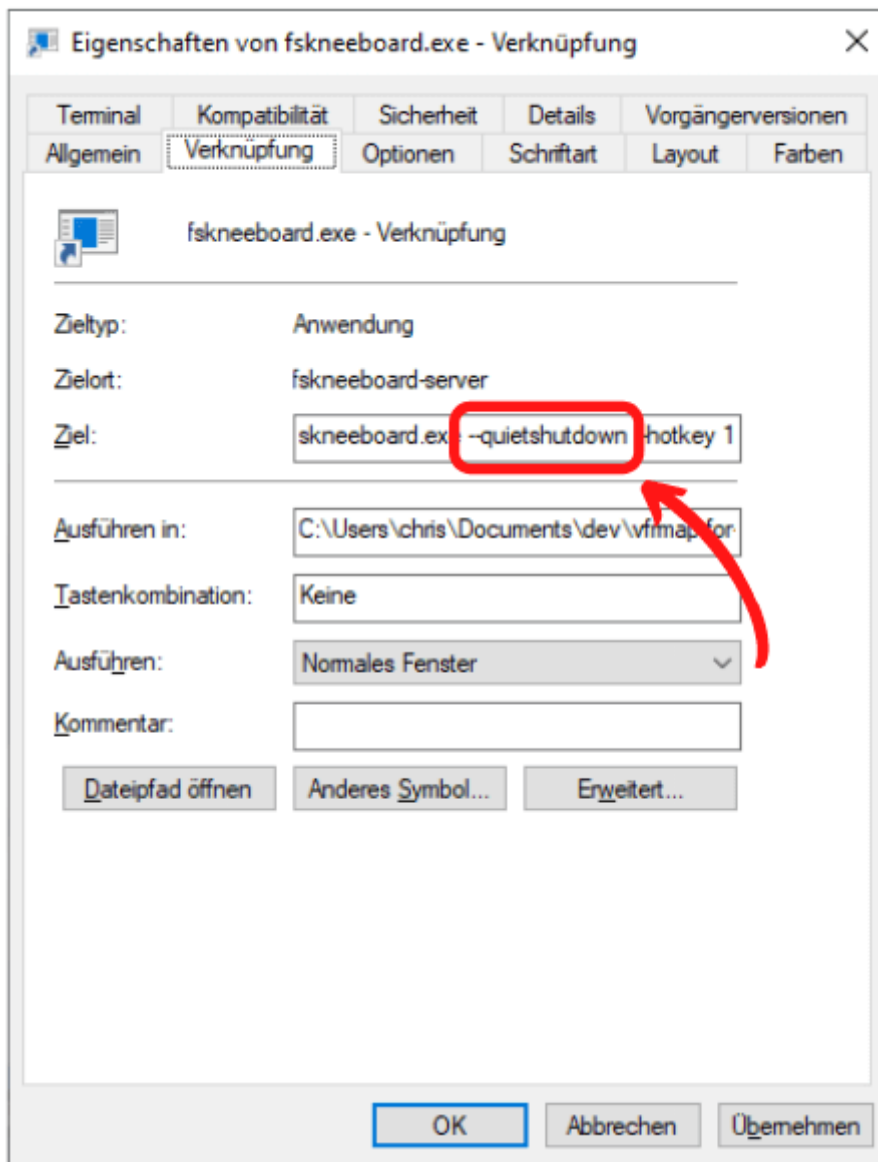 Eigenschaften von fskneeboard.exe - Verknüpfung
Terminal Kompatibilität Sicherheit Details Vorgängerversionen
Allgemein Verknüpfung Optionen Schriftart Layout Farben
fskneeboard.exe - Verknüpfung
Zieltyp: Anwendung
Zielort: fskneeboard-server
Ziel: skneeboard.exe --quietshutdown --hotkey 1
Ausführen in: C:\Users\chris\Documents\dev\vfrmap-for-
Tastenkombination: Keine
Ausführen: Normales Fenster
Kommentar:
Dateipfad öffnen Anderes Symbol... Erweitert...
OK Abbrechen Übernehmen